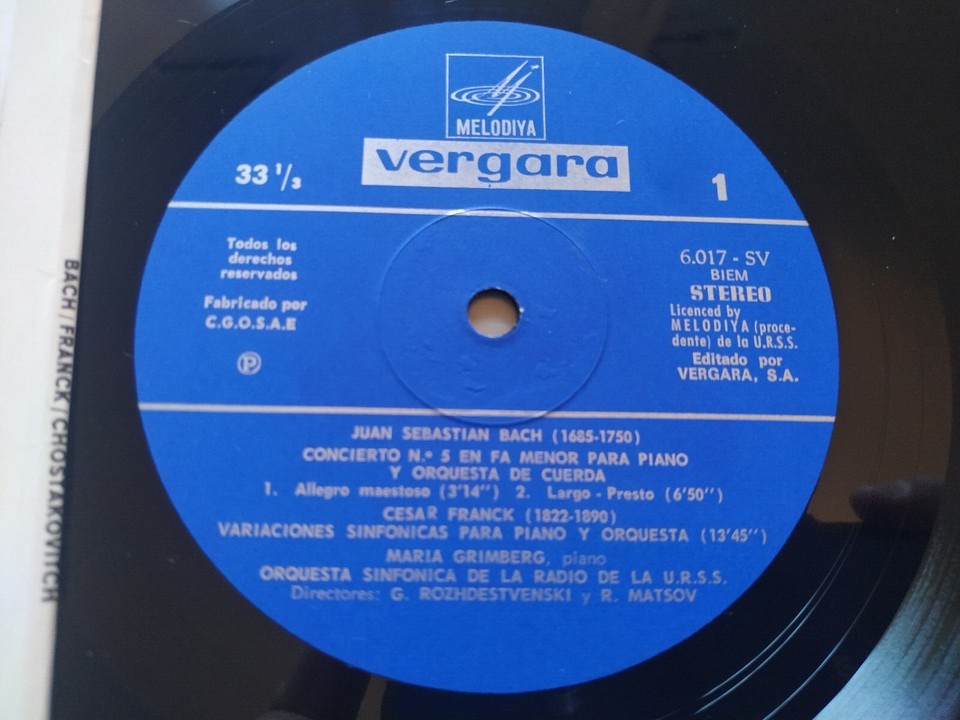 MELODIYA
vergara
33 1/3
1
Todos los
derechos
reservados
Fabricado por
C.G.O.S.A.E
℗
6.017 - SV
BIEM
STEREO
Licenced by
MELODIYA (proce-
dente) de la U.R.S.S.
Editado por
VERGARA, S.A.
JUAN SEBASTIAN BACH (1685-1750)
CONCIERTO N.º 5 EN FA MENOR PARA PIANO
Y ORQUESTA DE CUERDA
1. Allegro maestoso (3'14") 2. Largo - Presto (6'50")
CESAR FRANCK (1822-1890)
VARIACIONES SINFONICAS PARA PIANO Y ORQUESTA (13'45")
MARIA GRIMBERG, piano
ORQUESTA SINFONICA DE LA RADIO DE LA U.R.S.S.
Directores: G. ROZHDESTVENSKI y R. MATSOV
BACH/FRANCK/CHOSTAKOVITCH